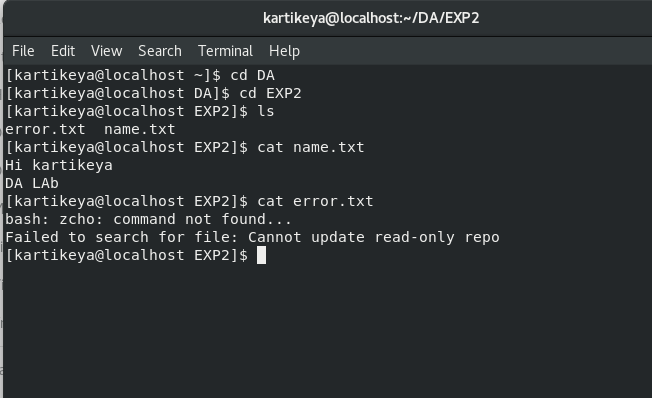 kartikeya@localhost:~/DA/EXP2
File Edit View Search Terminal Help
[kartikeya@localhost ~]$ cd DA
[kartikeya@localhost DA]$ cd EXP2
[kartikeya@localhost EXP2]$ ls
error.txt  name.txt
[kartikeya@localhost EXP2]$ cat name.txt
Hi kartikeya
DA LAb
[kartikeya@localhost EXP2]$ cat error.txt
bash: zcho: command not found...
Failed to search for file: Cannot update read-only repo
[kartikeya@localhost EXP2]$